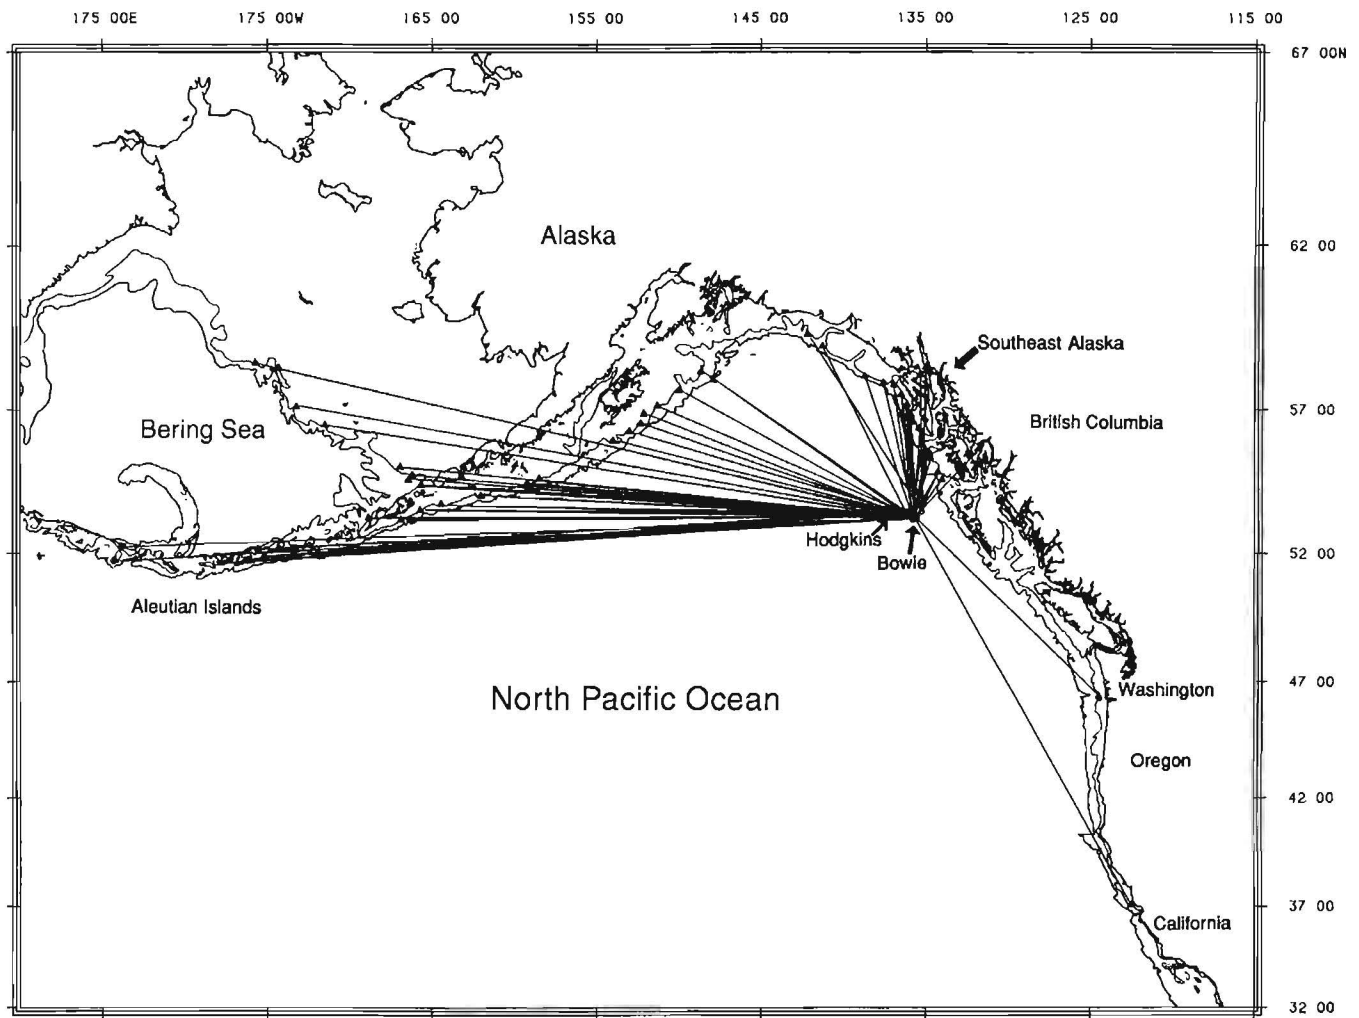 175 00E 175 00W 165 00 155 00 145 00 135 00 125 00 115 00
67 00N
Alaska
62 00
Southeast Alaska
57 00
British Columbia
Bering Sea
Hodgkins
52 00
Bowie
Aleutian Islands
47 00
Washington
North Pacific Ocean
Oregon
42 00
37 00
California
32 00